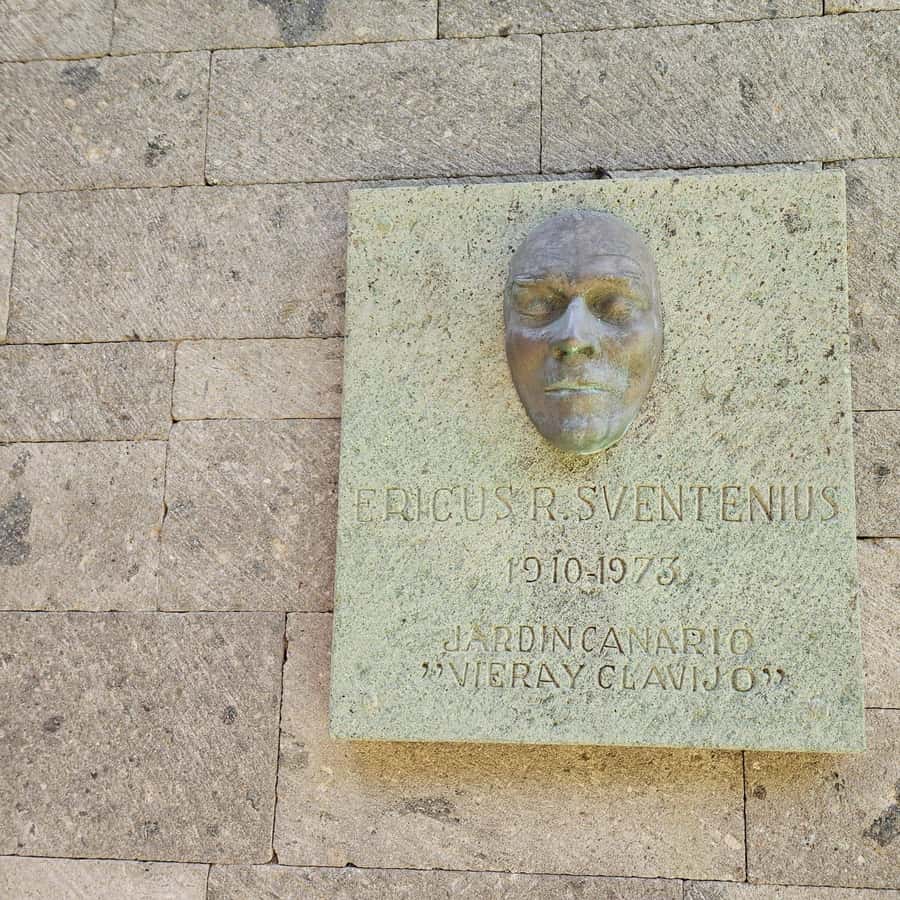 ERICUS R. SVENTENIUS
1910-1973
JARDIN CANARIO
"VIERA Y CLAVIJO"